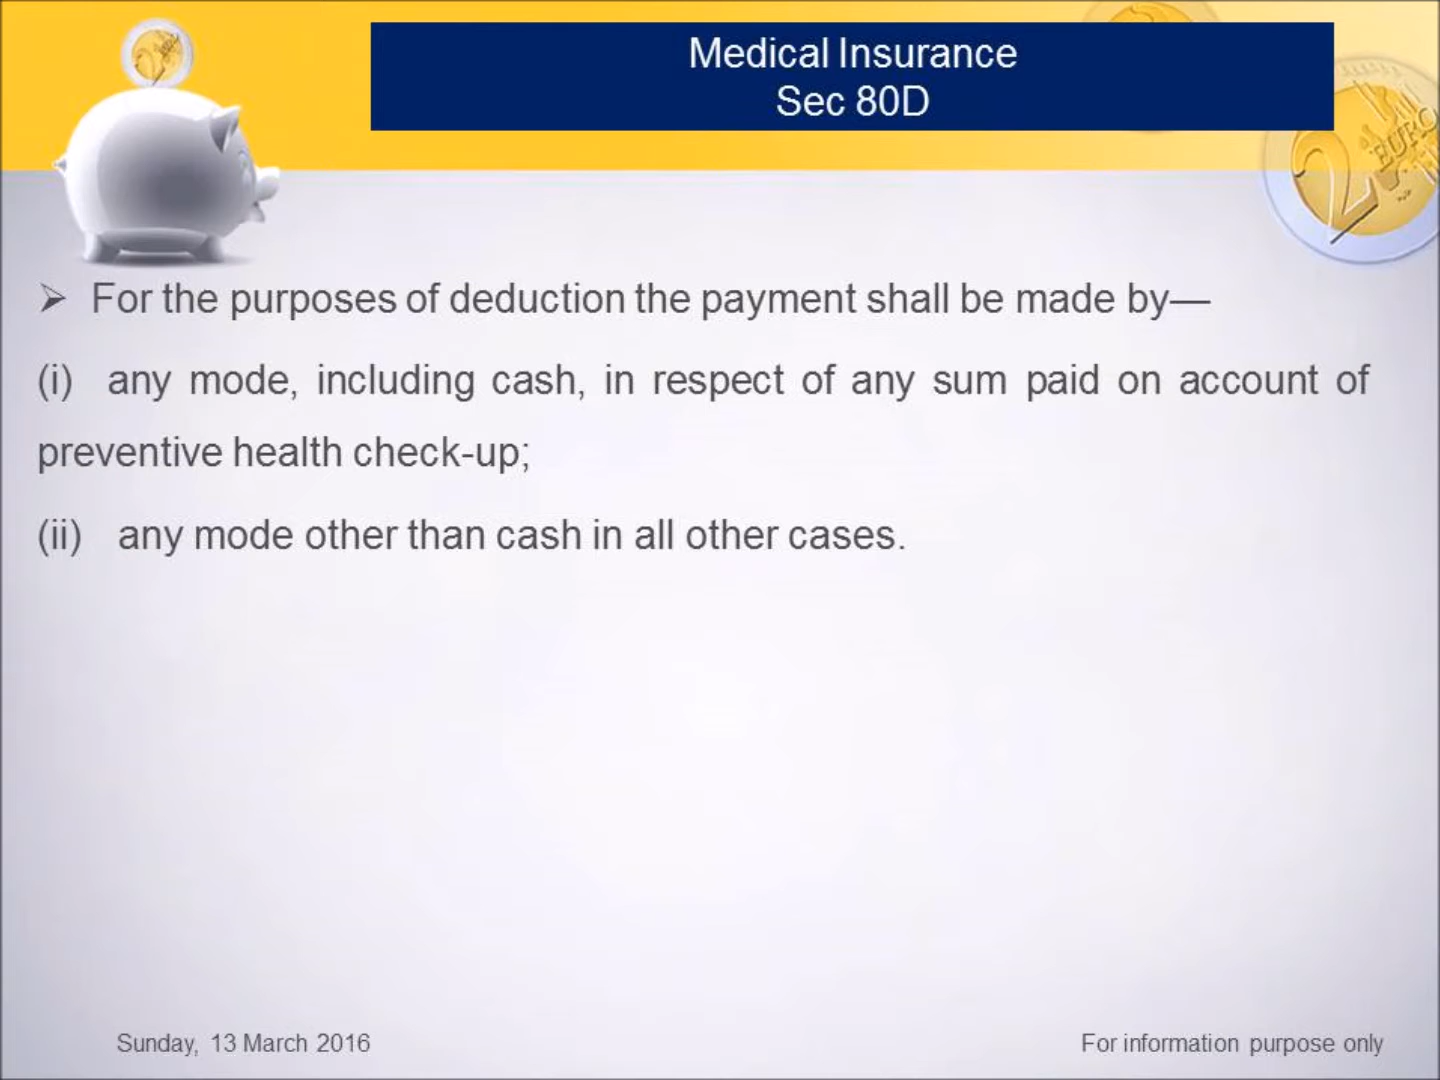 Medical Insurance
Sec 80D
➢ For the purposes of deduction the payment shall be made by—
(i) any mode, including cash, in respect of any sum paid on account of
preventive health check-up;
(ii) any mode other than cash in all other cases.
Sunday, 13 March 2016
For information purpose only